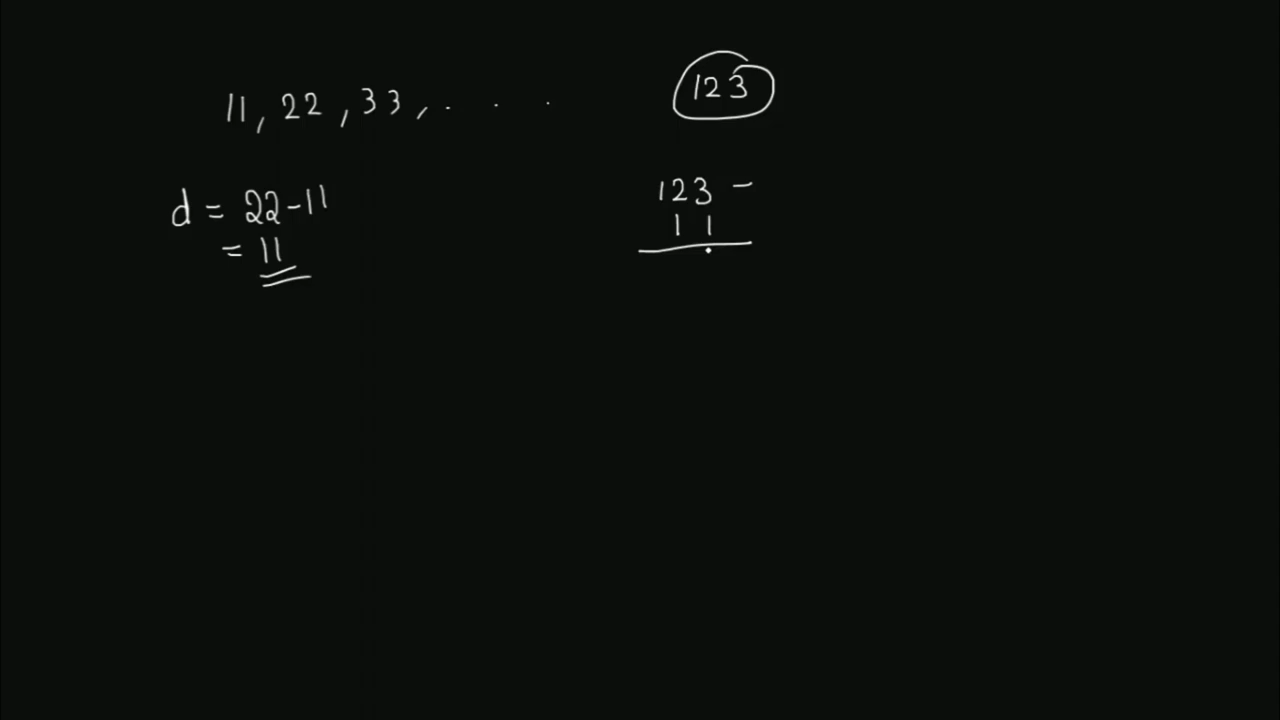 11, 22, 33, . . .
123
d = 22-11
= 11
123 -
11